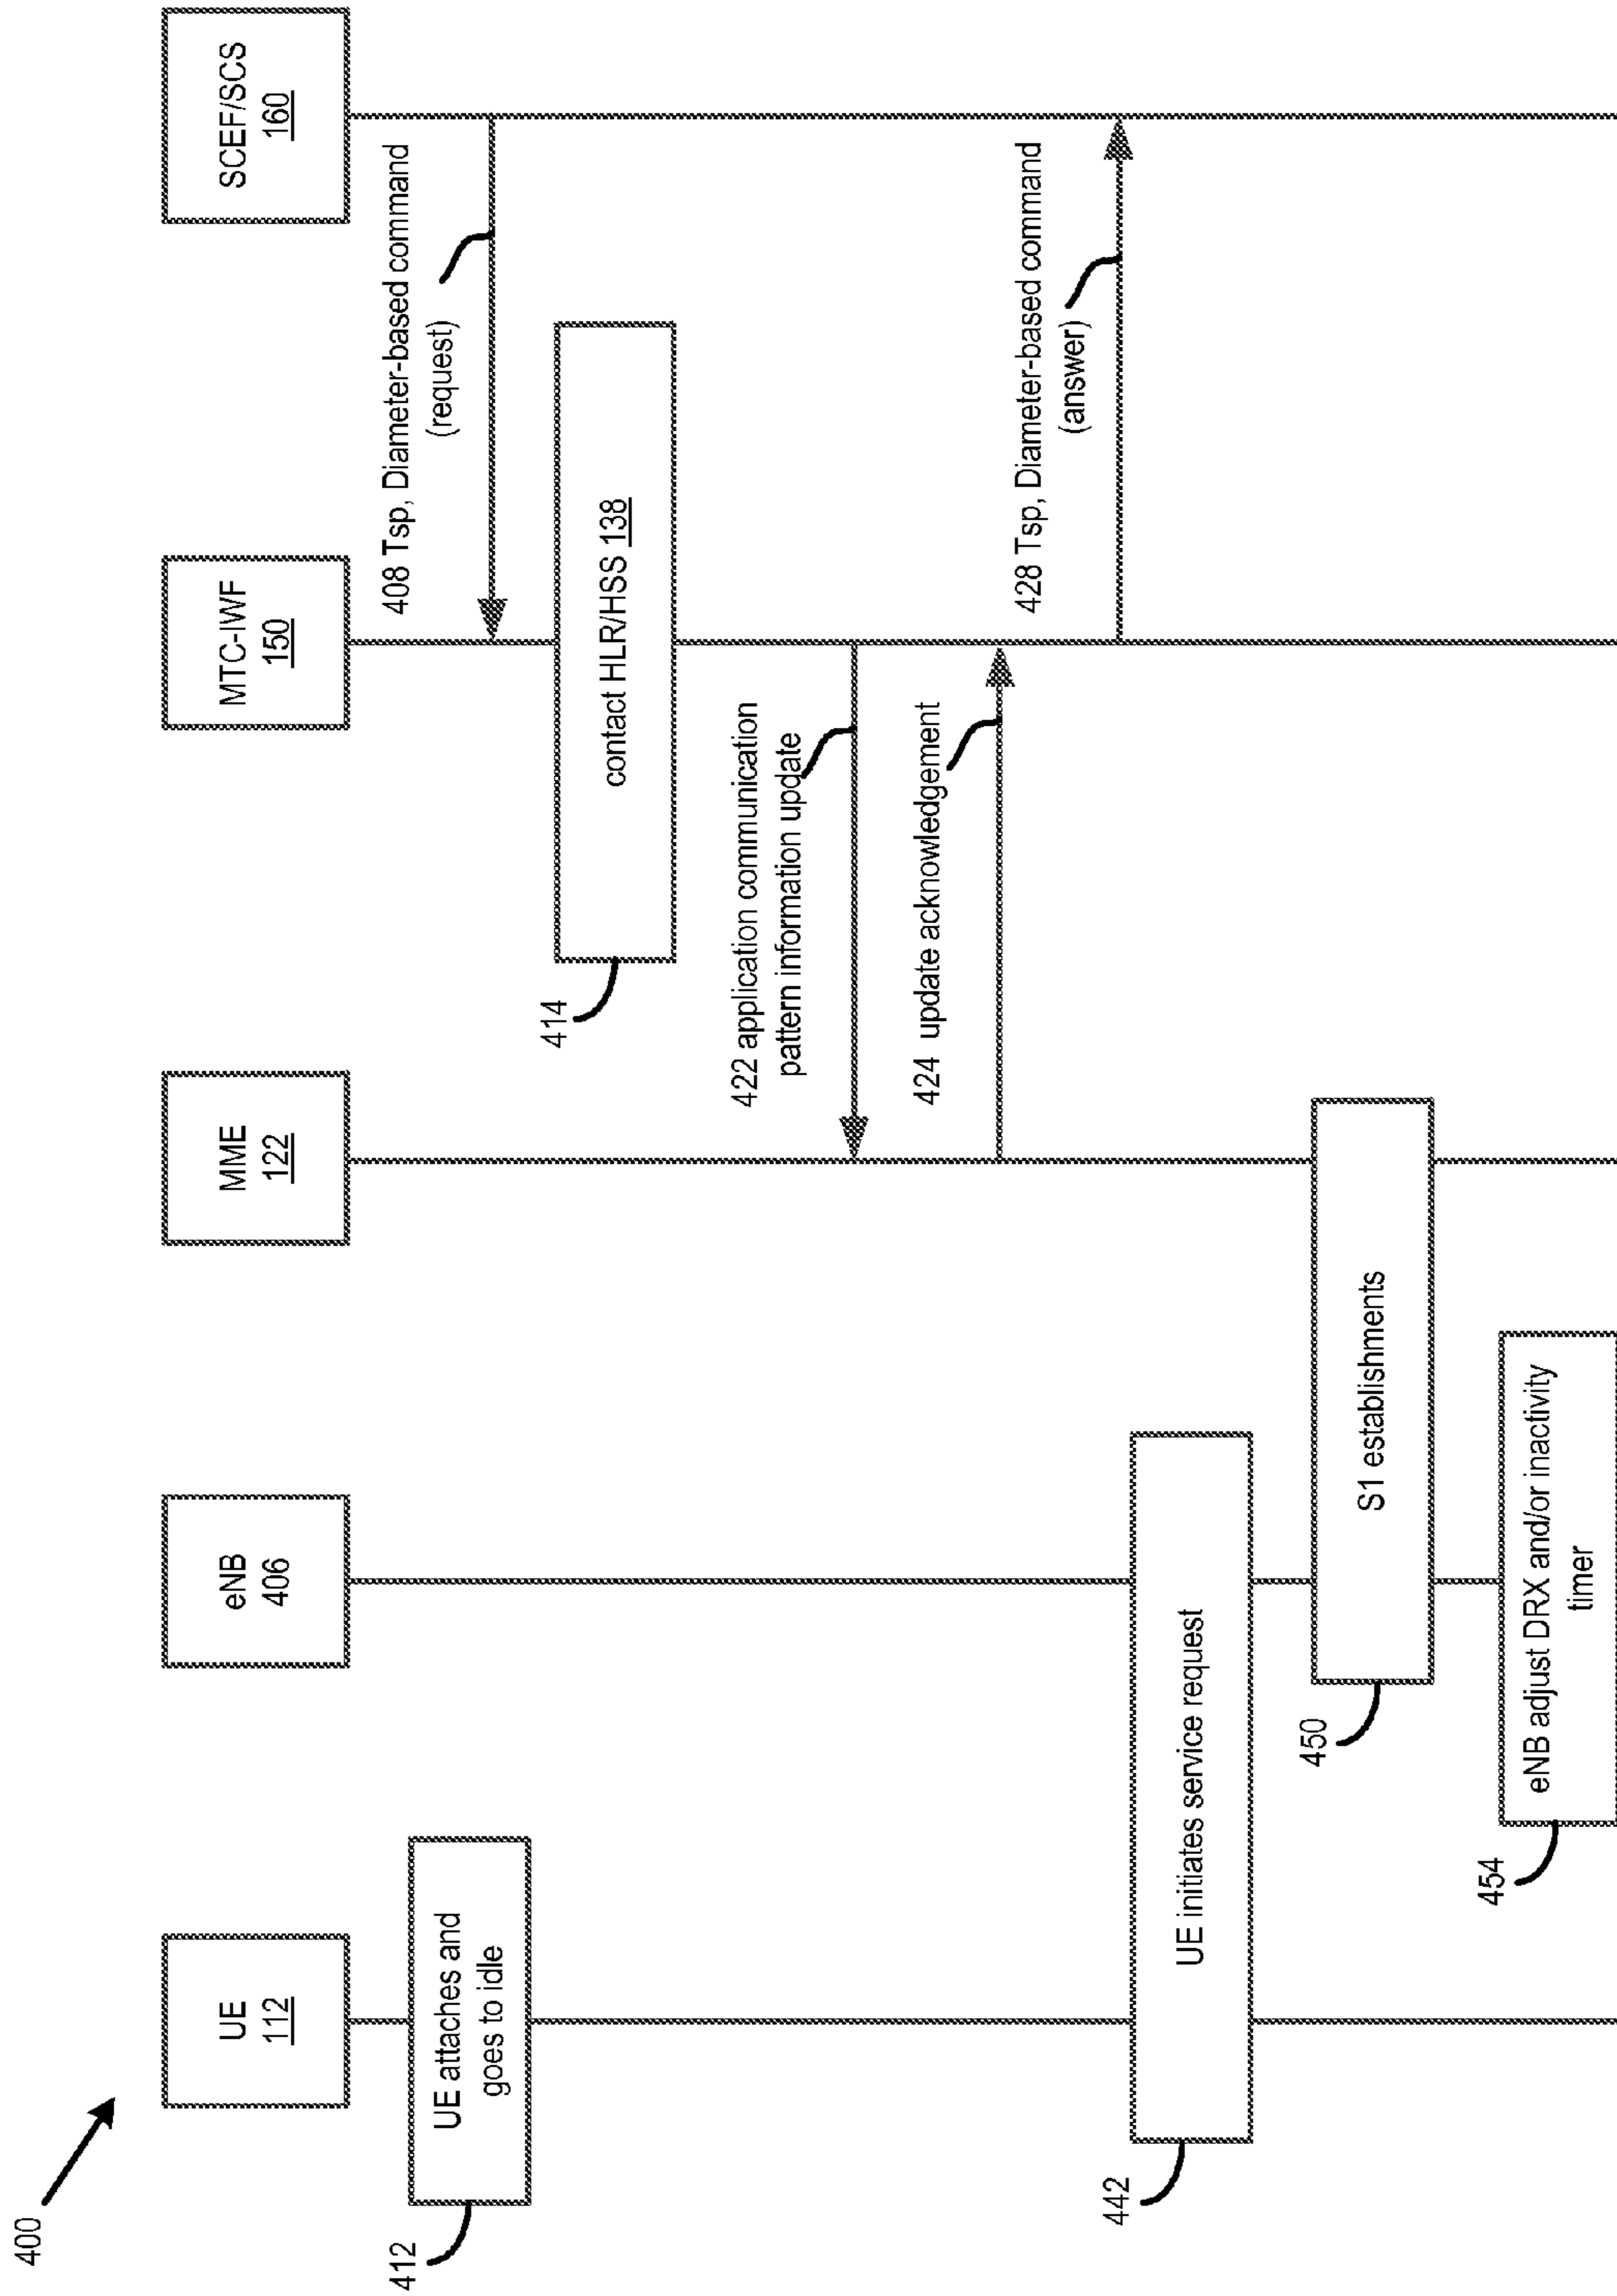 400
UE
112
eNB
406
MME
122
MTC-IWF
150
SCEF/SCS
160
408 Tsp, Diameter-based command
(request)
412
UE attaches and
goes to idle
414
contact HLR/HSS 138
422 application communication
pattern information update
424 update acknowledgement
428 Tsp, Diameter-based command
(answer)
442
UE initiates service request
450
S1 establishments
454
eNB adjust DRX and/or inactivity
timer